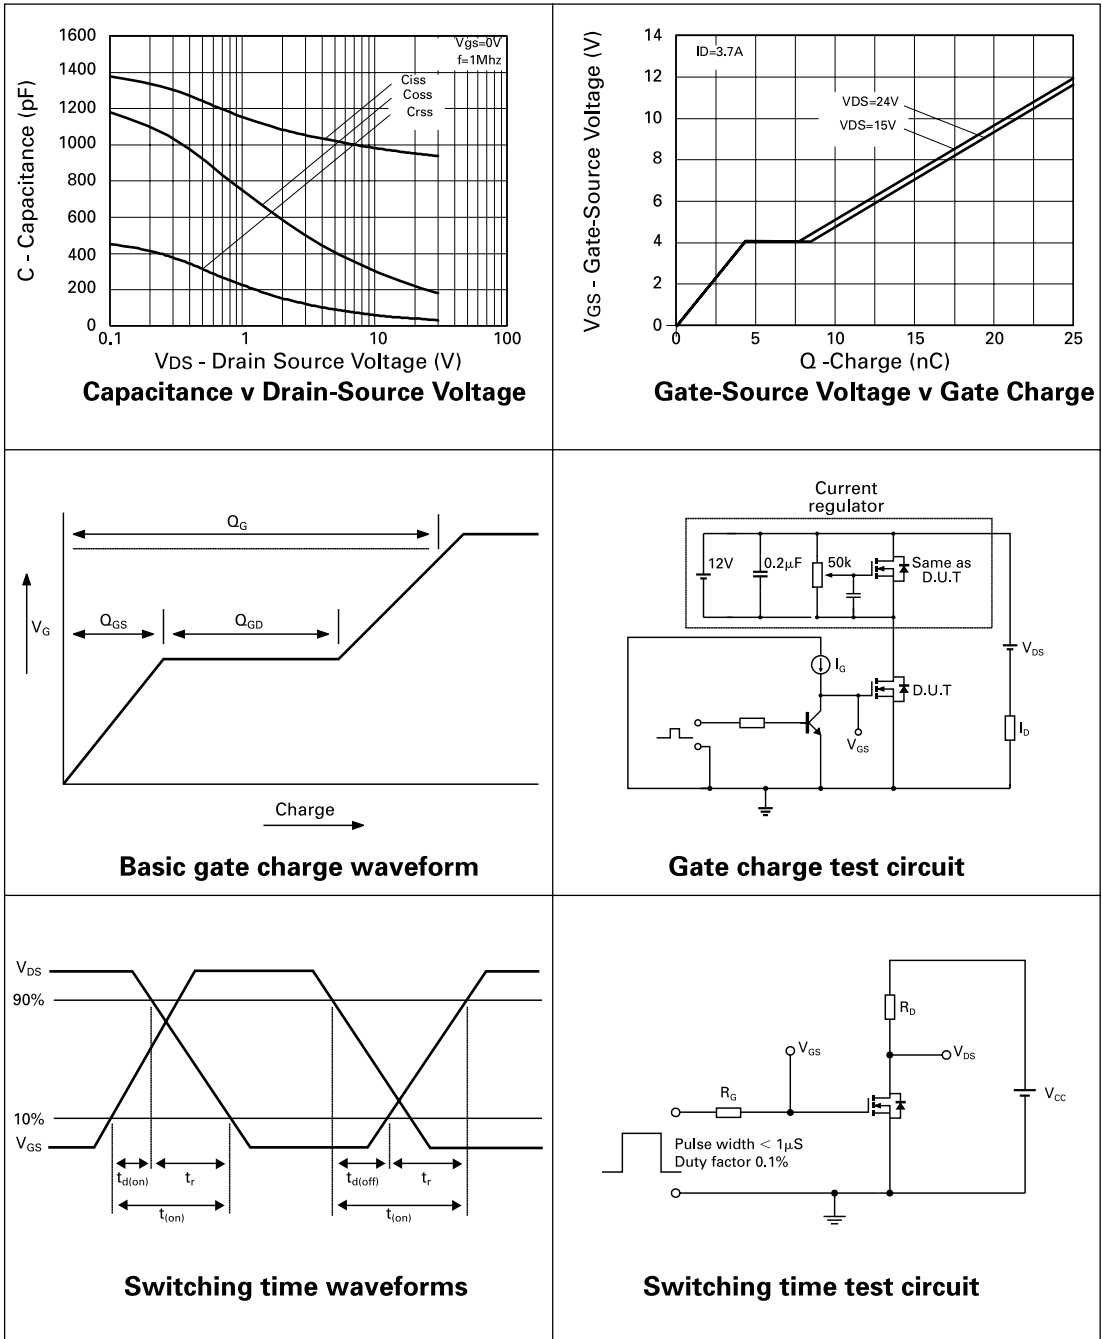 1600
1400
1200
1000
800
600
400
200
0
C - Capacitance (pF)
Vgs=0V
f=1Mhz
Ciss
Coss
Crss
0.1 1 10 100
VDS - Drain Source Voltage (V)
Capacitance v Drain-Source Voltage
14
12
10
8
6
4
2
0
VGS - Gate-Source Voltage (V)
ID=3.7A
VDS=24V
VDS=15V
0 5 10 15 20 25
Q -Charge (nC)
Gate-Source Voltage v Gate Charge
QG
QGS QGD
VG
Charge
Basic gate charge waveform
Current
regulator
12V 0.2μF 50k Same as
D.U.T
IG
VDS
D.U.T
VGS
ID
Gate charge test circuit
VDS
90%
10%
VGS
td(on) tr td(off) tr
t(on) t(on)
Switching time waveforms
RD
VGS
VDS
RG
VCC
Pulse width < 1μS
Duty factor 0.1%
Switching time test circuit